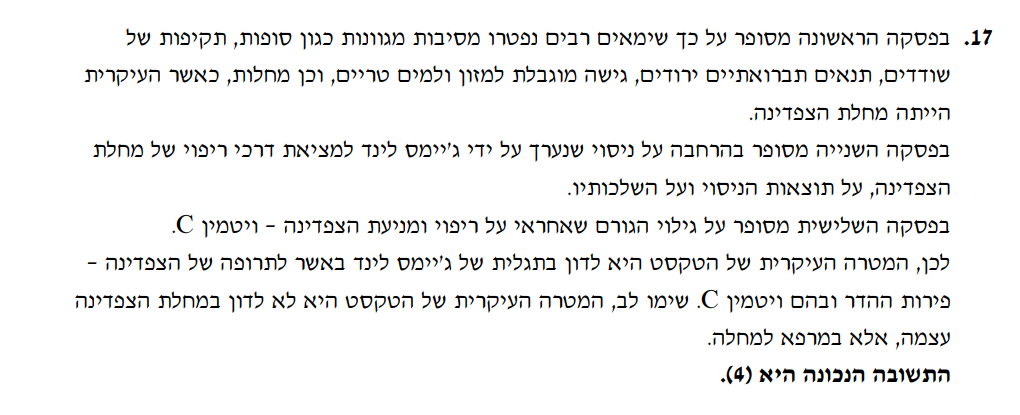 17. בפסקה הראשונה מסופר על כך שימאים רבים נפטרו מסיבות מגוונות כגון סופות, תקיפות של
שודדים, תנאים תברואתיים ירודים, גישה מוגבלת למזון ולמים טריים, וכן מחלות, כאשר העיקרית
הייתה מחלת הצפדינה.
בפסקה השנייה מסופר בהרחבה על ניסוי שנערך על ידי ג'יימס לינד למציאת דרכי ריפוי של מחלת
הצפדינה, על תוצאות הניסוי ועל השלכותיו.
בפסקה השלישית מסופר על גילוי הגורם שאחראי על ריפוי ומניעת הצפדינה – ויטמין C.
לכן, המטרה העיקרית של הטקסט היא לדון בתגלית של ג'יימס לינד באשר לתרופה של הצפדינה –
פירות ההדר ובהם ויטמין C. שימו לב, המטרה העיקרית של הטקסט היא לא לדון במחלת הצפדינה
עצמה, אלא במרפא למחלה.
התשובה הנכונה היא (4).